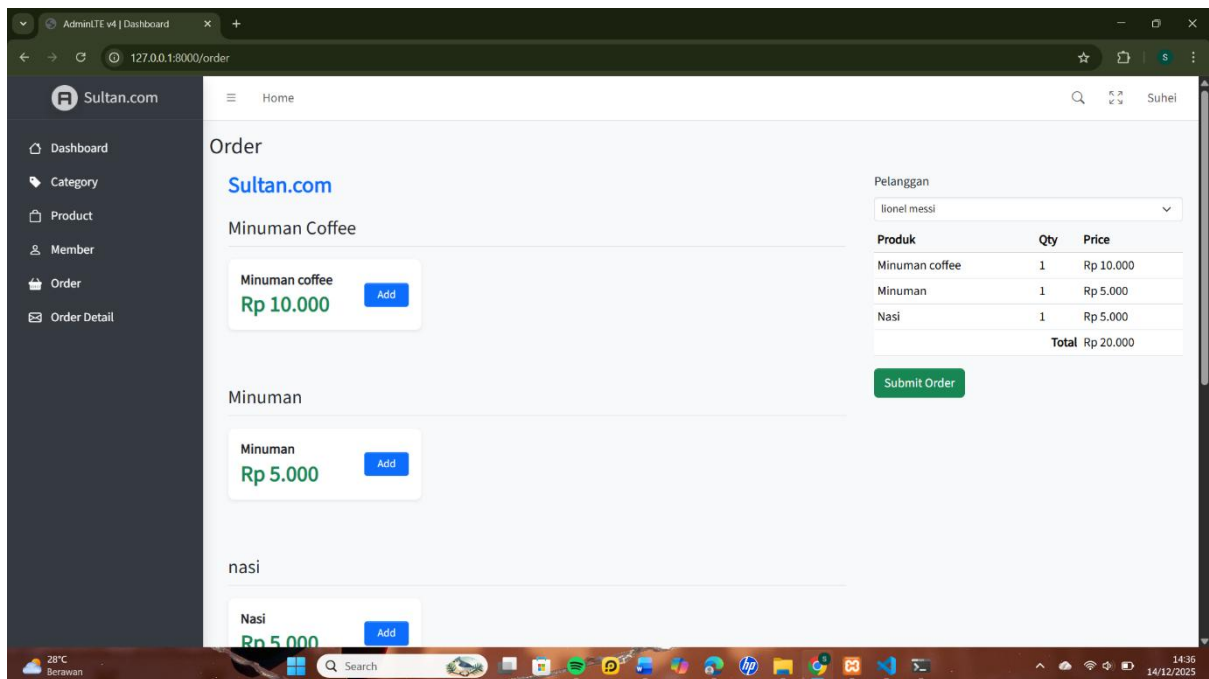 AdminLTE v4 | Dashboard
127.0.0.1:8000/order
S
Sultan.com
Home
Suhei
Dashboard
Category
Product
Member
Order
Order Detail
Order
Sultan.com
Minuman Coffee
Minuman coffee
Rp 10.000
Add
Minuman
Minuman
Rp 5.000
Add
nasi
Nasi
Rp 5.000
Add
Pelanggan
lionel messi
Produk Qty Price
Minuman coffee 1 Rp 10.000
Minuman 1 Rp 5.000
Nasi 1 Rp 5.000
Total Rp 20.000
Submit Order
28°C
Berawan
Search
hp
14:36
14/12/2025